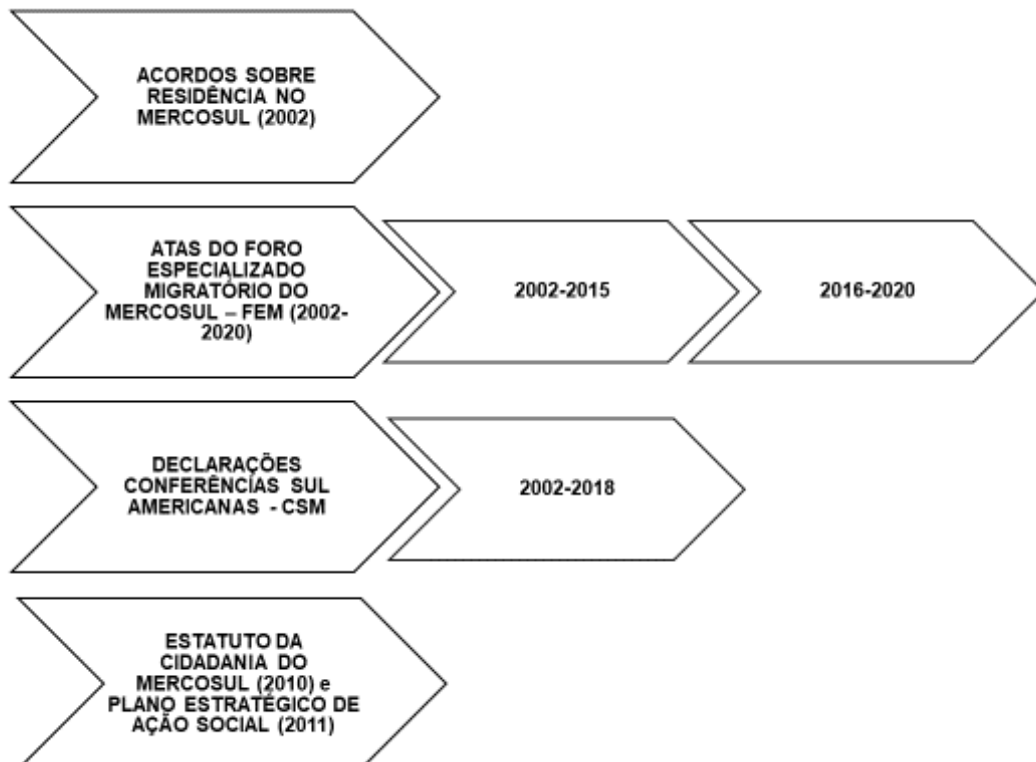 ACORDOS SOBRE
RESIDÊNCIA NO
MERCOSUL (2002)
ATAS DO FORO
ESPECIALIZADO
MIGRATÓRIO DO
MERCOSUL – FEM (2002-
2020)
2002-2015
2016-2020
DECLARAÇÕES
CONFERÊNCIAS SUL
AMERICANAS - CSM
2002-2018
ESTATUTO DA
CIDADANIA DO
MERCOSUL (2010) e
PLANO ESTRATÉGICO DE
AÇÃO SOCIAL (2011)